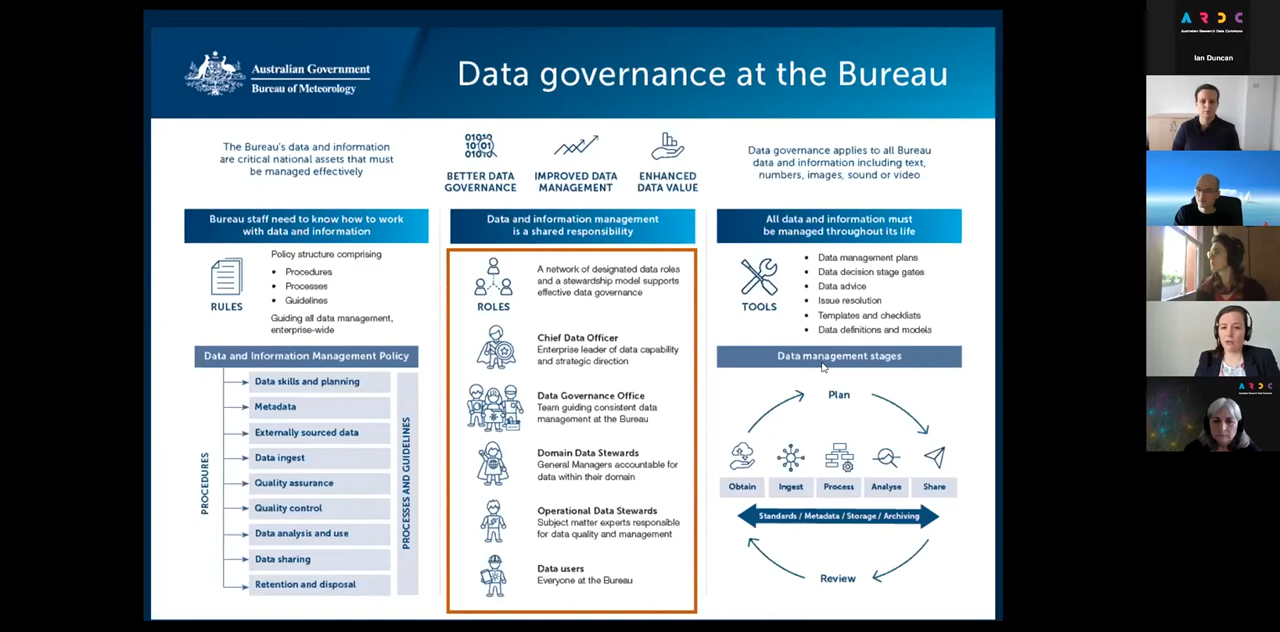 Australian Government
Bureau of Meteorology
Data governance at the Bureau
The Bureau's data and information
are critical national assets that must
be managed effectively
01010
10101
01010
BETTER DATA
GOVERNANCE
IMPROVED DATA
MANAGEMENT
ENHANCED
DATA VALUE
Data governance applies to all Bureau
data and information including text,
numbers, images, sound or video
Bureau staff need to know how to work
with data and information
RULES
Policy structure comprising
• Procedures
• Processes
• Guidelines
Guiding all data management,
enterprise-wide
Data and Information Management Policy
PROCEDURES
Data skills and planning
Metadata
Externally sourced data
Data ingest
Quality assurance
Quality control
Data analysis and use
Data sharing
Retention and disposal
PROCESSES AND GUIDELINES
Data and information management
is a shared responsibility
ROLES
A network of designated data roles
and a stewardship model supports
effective data governance
Chief Data Officer
Enterprise leader of data capability
and strategic direction
Data Governance Office
Team guiding consistent data
management at the Bureau
Domain Data Stewards
General Managers accountable for
data within their domain
Operational Data Stewards
Subject matter experts responsible
for data quality and management
Data users
Everyone at the Bureau
All data and information must
be managed throughout its life
TOOLS
• Data management plans
• Data decision stage gates
• Data advice
• Issue resolution
• Templates and checklists
• Data definitions and models
Data management stages
Plan
Obtain
Ingest
Process
Analyse
Share
Standards / Metadata / Storage / Archiving
Review
ARDC
Australian Research Data Commons
Ian Duncan
ARDC